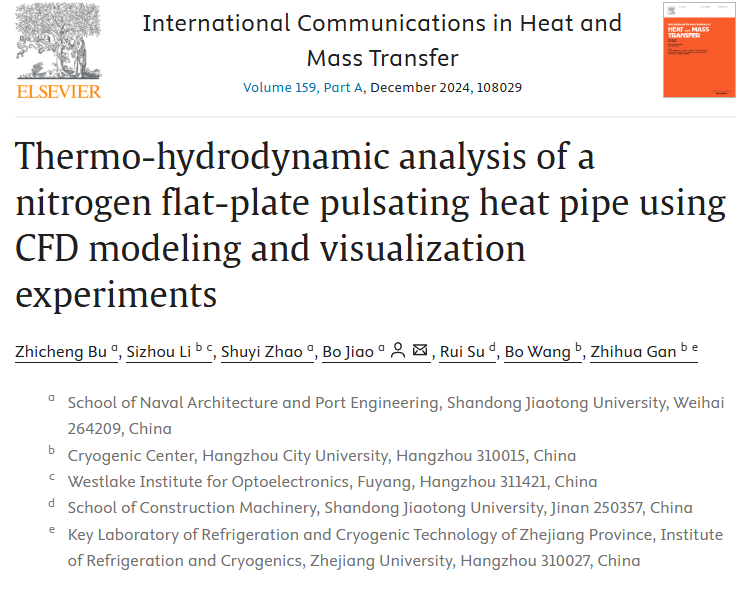 International Communications in Heat and
Mass Transfer
Volume 159, Part A, December 2024, 108029
ELSEVIER
HEAT and MASS
TRANSFER
Thermo-hydrodynamic analysis of a
nitrogen flat-plate pulsating heat pipe using
CFD modeling and visualization
experiments
Zhicheng Bu a, Sizhou Li b c, Shuyi Zhao a, Bo Jiao a, Rui Su d, Bo Wang b, Zhihua Gan b e
a School of Naval Architecture and Port Engineering, Shandong Jiaotong University, Weihai
264209, China
b Cryogenic Center, Hangzhou City University, Hangzhou 310015, China
c Westlake Institute for Optoelectronics, Fuyang, Hangzhou 311421, China
d School of Construction Machinery, Shandong Jiaotong University, Jinan 250357, China
e Key Laboratory of Refrigeration and Cryogenic Technology of Zhejiang Province, Institute
of Refrigeration and Cryogenics, Zhejiang University, Hangzhou 310027, China